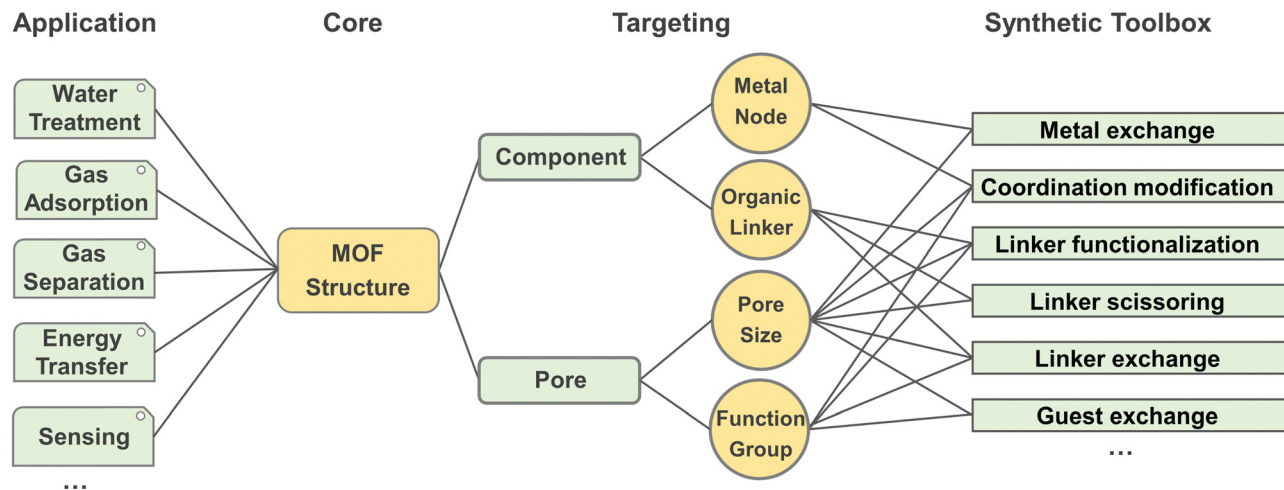 Application
Core
Targeting
Synthetic Toolbox
Water
Treatment
Gas
Adsorption
Gas
Separation
Energy
Transfer
Sensing
...
MOF
Structure
Component
Pore
Metal
Node
Organic
Linker
Pore
Size
Function
Group
Metal exchange
Coordination modification
Linker functionalization
Linker scissoring
Linker exchange
Guest exchange
...